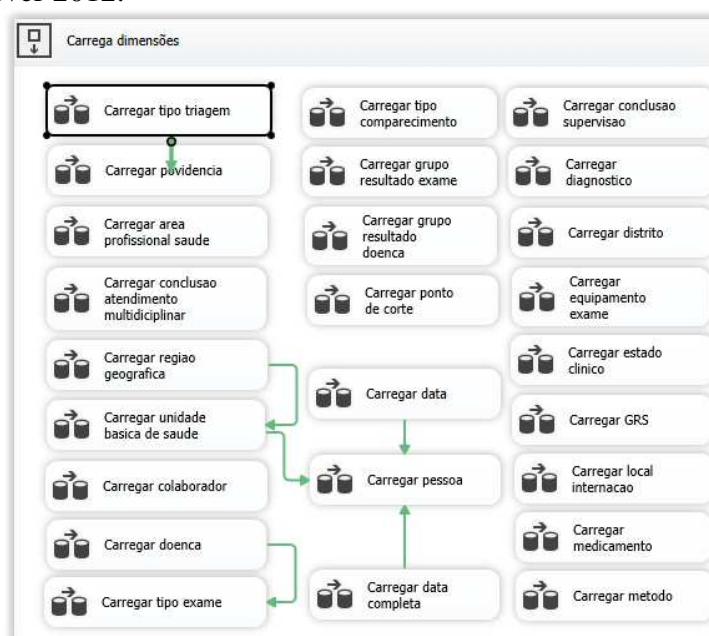 2012.
Carrega dimensões
Carregar tipo triagem
Carregar povidencia
Carregar area
profissional saude
Carregar conclusao
atendimento
multidiciplinar
Carregar regiao
geografica
Carregar unidade
basica de saude
Carregar colaborador
Carregar doenca
Carregar tipo exame
Carregar tipo
comparecimento
Carregar grupo
resultado exame
Carregar grupo
resultado
doenca
Carregar ponto
de corte
Carregar data
Carregar pessoa
Carregar data
completa
Carregar conclusao
supervisao
Carregar
diagnostico
Carregar distrito
Carregar
equipamento
exame
Carregar estado
clinico
Carregar GRS
Carregar local
internacao
Carregar
medicamento
Carregar metodo